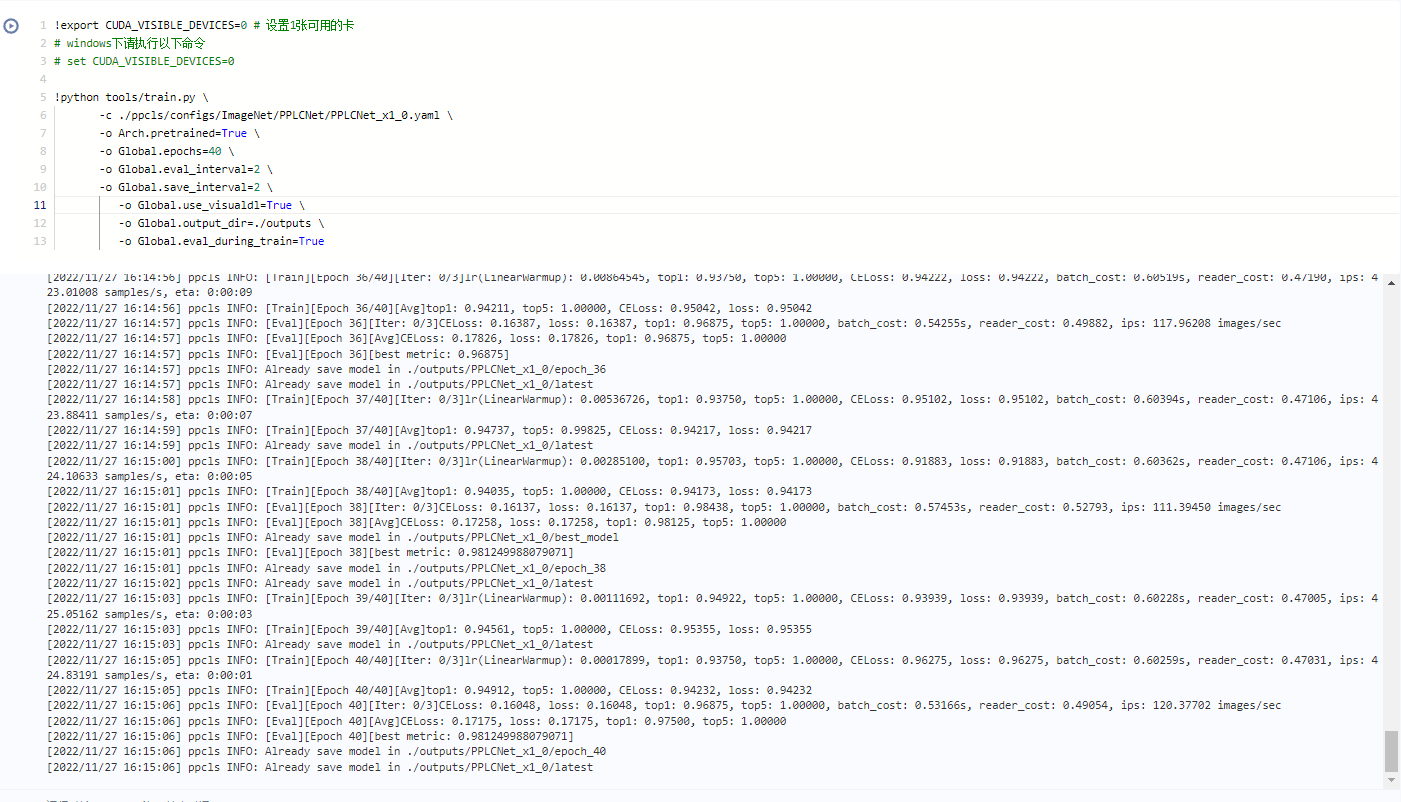 1 !export CUDA_VISIBLE_DEVICES=0 # 设置1张可用的卡
2 # windows下请执行以下命令
3 # set CUDA_VISIBLE_DEVICES=0
4
5 !python tools/train.py \
6 -c ./ppcls/configs/ImageNet/PPLCNet/PPLCNet_x1_0.yaml \
7 -o Arch.pretrained=True \
8 -o Global.epochs=40 \
9 -o Global.eval_interval=2 \
10 -o Global.save_interval=2 \
11 -o Global.use_visualdl=True \
12 -o Global.output_dir=./outputs \
13 -o Global.eval_during_train=True
[2022/11/27 16:14:56] ppcls INFO: [Train][Epoch 36/40][Iter: 0/3]lr(LinearWarmup): 0.00864545, top1: 0.93750, top5: 1.00000, CELoss: 0.94222, loss: 0.94222, batch_cost: 0.60519s, reader_cost: 0.47190, ips: 4
23.01008 samples/s, eta: 0:00:09
[2022/11/27 16:14:56] ppcls INFO: [Train][Epoch 36/40][Avg]top1: 0.94211, top5: 1.00000, CELoss: 0.95042, loss: 0.95042
[2022/11/27 16:14:57] ppcls INFO: [Eval][Epoch 36][Iter: 0/3]CELoss: 0.16387, loss: 0.16387, top1: 0.96875, top5: 1.00000, batch_cost: 0.54255s, reader_cost: 0.49882, ips: 117.96208 images/sec
[2022/11/27 16:14:57] ppcls INFO: [Eval][Epoch 36][Avg]CELoss: 0.17826, loss: 0.17826, top1: 0.96875, top5: 1.00000
[2022/11/27 16:14:57] ppcls INFO: [Eval][Epoch 36][best metric: 0.96875]
[2022/11/27 16:14:57] ppcls INFO: Already save model in ./outputs/PPLCNet_x1_0/epoch_36
[2022/11/27 16:14:57] ppcls INFO: Already save model in ./outputs/PPLCNet_x1_0/latest
[2022/11/27 16:14:58] ppcls INFO: [Train][Epoch 37/40][Iter: 0/3]lr(LinearWarmup): 0.00536726, top1: 0.93750, top5: 1.00000, CELoss: 0.95102, loss: 0.95102, batch_cost: 0.60394s, reader_cost: 0.47106, ips: 4
23.88411 samples/s, eta: 0:00:07
[2022/11/27 16:14:59] ppcls INFO: [Train][Epoch 37/40][Avg]top1: 0.94737, top5: 0.99825, CELoss: 0.94217, loss: 0.94217
[2022/11/27 16:14:59] ppcls INFO: Already save model in ./outputs/PPLCNet_x1_0/latest
[2022/11/27 16:15:00] ppcls INFO: [Train][Epoch 38/40][Iter: 0/3]lr(LinearWarmup): 0.00285100, top1: 0.95703, top5: 1.00000, CELoss: 0.91883, loss: 0.91883, batch_cost: 0.60362s, reader_cost: 0.47106, ips: 4
24.10633 samples/s, eta: 0:00:05
[2022/11/27 16:15:01] ppcls INFO: [Train][Epoch 38/40][Avg]top1: 0.94035, top5: 1.00000, CELoss: 0.94173, loss: 0.94173
[2022/11/27 16:15:01] ppcls INFO: [Eval][Epoch 38][Iter: 0/3]CELoss: 0.16137, loss: 0.16137, top1: 0.98438, top5: 1.00000, batch_cost: 0.57453s, reader_cost: 0.52793, ips: 111.39450 images/sec
[2022/11/27 16:15:01] ppcls INFO: [Eval][Epoch 38][Avg]CELoss: 0.17258, loss: 0.17258, top1: 0.98125, top5: 1.00000
[2022/11/27 16:15:01] ppcls INFO: Already save model in ./outputs/PPLCNet_x1_0/best_model
[2022/11/27 16:15:01] ppcls INFO: [Eval][Epoch 38][best metric: 0.981249988079071]
[2022/11/27 16:15:01] ppcls INFO: Already save model in ./outputs/PPLCNet_x1_0/epoch_38
[2022/11/27 16:15:02] ppcls INFO: Already save model in ./outputs/PPLCNet_x1_0/latest
[2022/11/27 16:15:03] ppcls INFO: [Train][Epoch 39/40][Iter: 0/3]lr(LinearWarmup): 0.00111692, top1: 0.94922, top5: 1.00000, CELoss: 0.93939, loss: 0.93939, batch_cost: 0.60228s, reader_cost: 0.47005, ips: 4
25.05162 samples/s, eta: 0:00:03
[2022/11/27 16:15:03] ppcls INFO: [Train][Epoch 39/40][Avg]top1: 0.94561, top5: 1.00000, CELoss: 0.95355, loss: 0.95355
[2022/11/27 16:15:03] ppcls INFO: Already save model in ./outputs/PPLCNet_x1_0/latest
[2022/11/27 16:15:05] ppcls INFO: [Train][Epoch 40/40][Iter: 0/3]lr(LinearWarmup): 0.00017899, top1: 0.93750, top5: 1.00000, CELoss: 0.96275, loss: 0.96275, batch_cost: 0.60259s, reader_cost: 0.47031, ips: 4
24.83191 samples/s, eta: 0:00:01
[2022/11/27 16:15:05] ppcls INFO: [Train][Epoch 40/40][Avg]top1: 0.94912, top5: 1.00000, CELoss: 0.94232, loss: 0.94232
[2022/11/27 16:15:06] ppcls INFO: [Eval][Epoch 40][Iter: 0/3]CELoss: 0.16048, loss: 0.16048, top1: 0.96875, top5: 1.00000, batch_cost: 0.53166s, reader_cost: 0.49054, ips: 120.37702 images/sec
[2022/11/27 16:15:06] ppcls INFO: [Eval][Epoch 40][Avg]CELoss: 0.17175, loss: 0.17175, top1: 0.97500, top5: 1.00000
[2022/11/27 16:15:06] ppcls INFO: [Eval][Epoch 40][best metric: 0.981249988079071]
[2022/11/27 16:15:06] ppcls INFO: Already save model in ./outputs/PPLCNet_x1_0/epoch_40
[2022/11/27 16:15:06] ppcls INFO: Already save model in ./outputs/PPLCNet_x1_0/latest